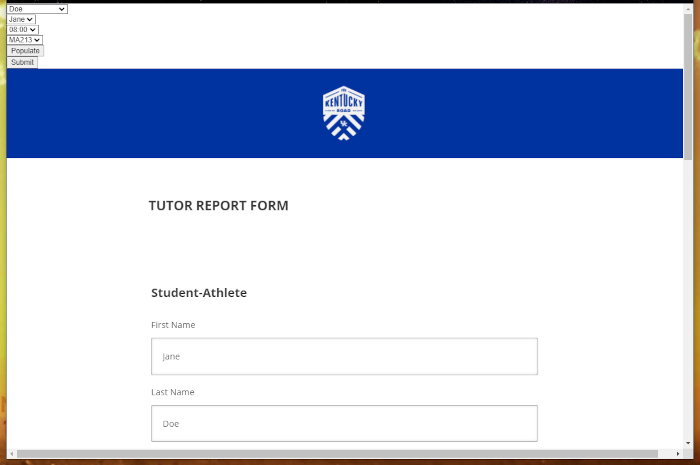 Doe
Jane
08:00
MA213
Populate
Submit
THE
KENTUCKY
ROAD
UK
TUTOR REPORT FORM
Student-Athlete
First Name
Jane
Last Name
Doe